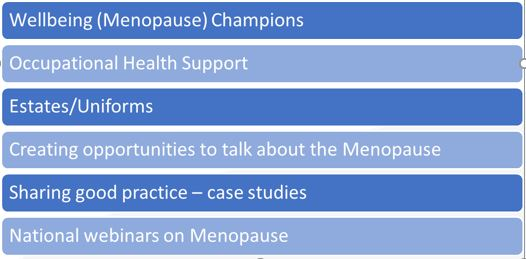 Wellbeing (Menopause) Champions
Occupational Health Support
Estates/Uniforms
Creating opportunities to talk about the Menopause
Sharing good practice – case studies
National webinars on Menopause